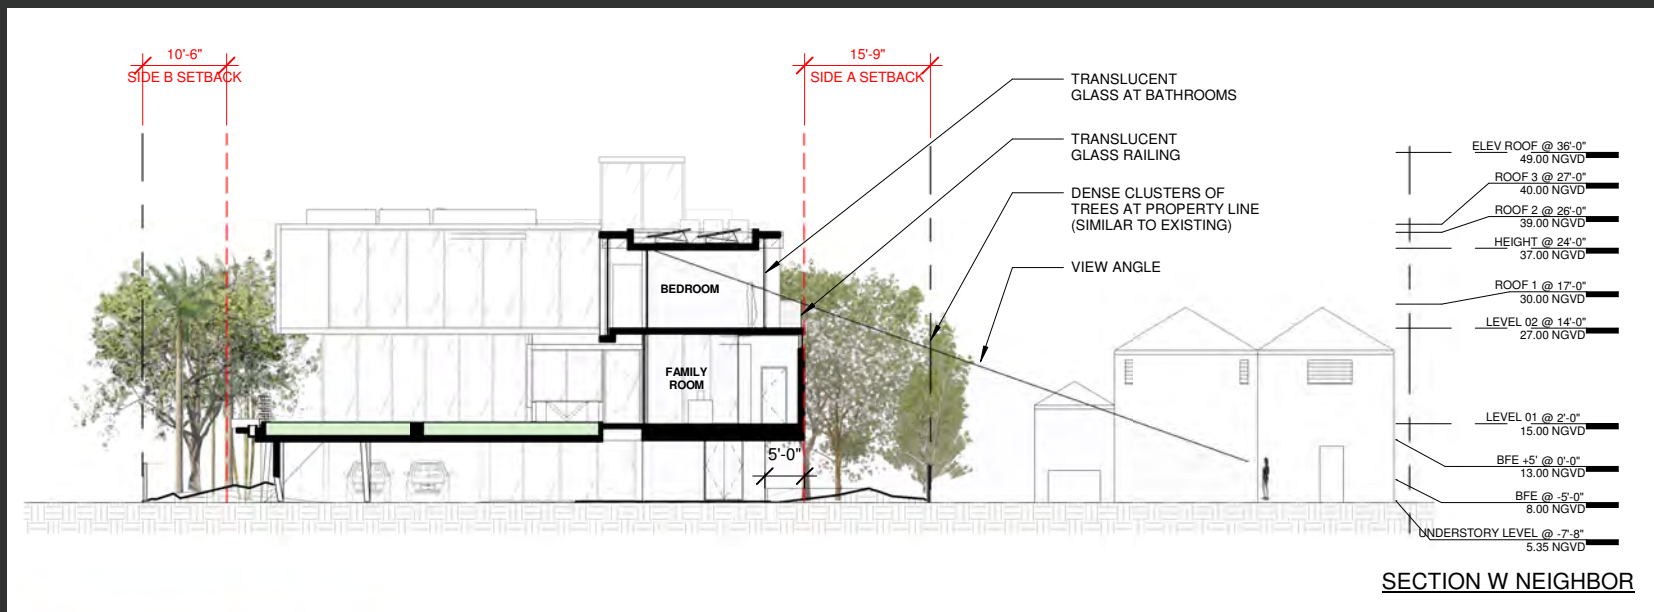 10'-6"
SIDE B SETBACK
15'-9"
SIDE A SETBACK
TRANSLUCENT
GLASS AT BATHROOMS
TRANSLUCENT
GLASS RAILING
DENSE CLUSTERS OF
TREES AT PROPERTY LINE
(SIMILAR TO EXISTING)
VIEW ANGLE
BEDROOM
FAMILY
ROOM
5'-0"
ELEV ROOF @ 36'-0"
49.00 NGVD
ROOF 3 @ 27'-0"
40.00 NGVD
ROOF 2 @ 26'-0"
39.00 NGVD
HEIGHT @ 24'-0"
37.00 NGVD
ROOF 1 @ 17'-0"
30.00 NGVD
LEVEL 02 @ 14'-0"
27.00 NGVD
LEVEL 01 @ 2'-0"
15.00 NGVD
BFE +5' @ 0'-0"
13.00 NGVD
BFE @ -5'-0"
8.00 NGVD
UNDERSTORY LEVEL @ -7'-8"
5.35 NGVD
SECTION W NEIGHBOR